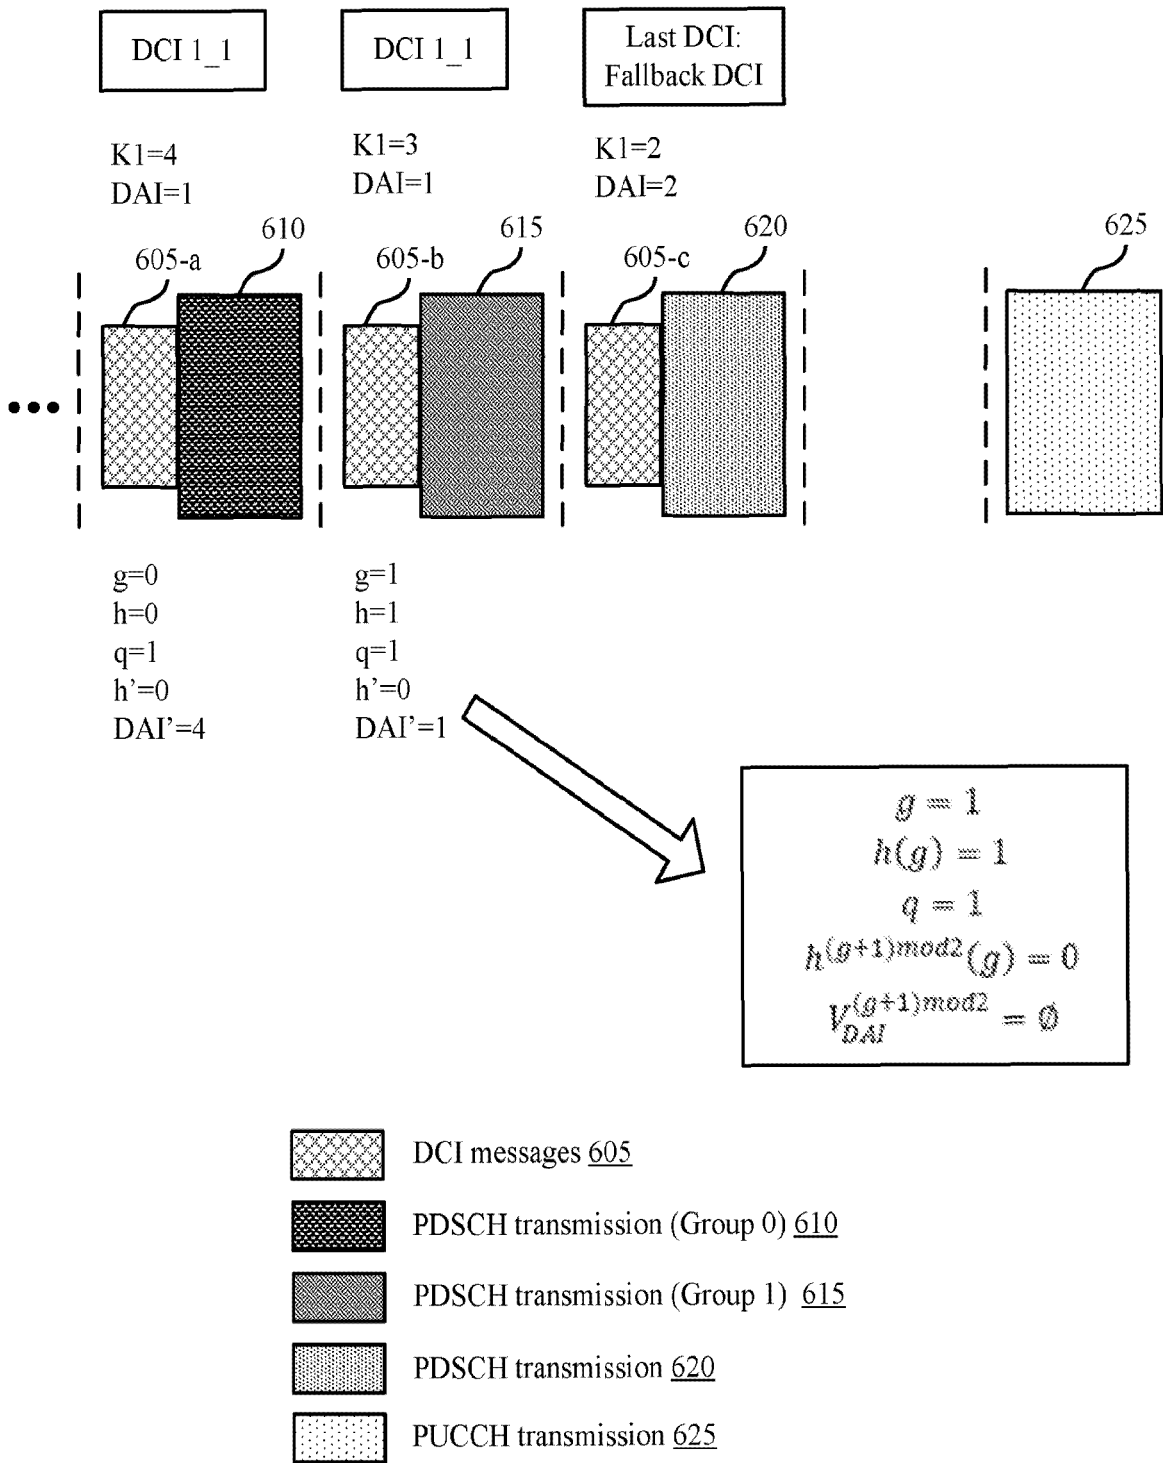 DCI 1_1
DCI 1_1
Last DCI:
Fallback DCI
K1=4
DAI=1
K1=3
DAI=1
K1=2
DAI=2
605-a
610
605-b
615
605-c
620
625
g=0
h=0
q=1
h'=0
DAI'=4
g=1
h=1
q=1
h'=0
DAI'=1
g = 1
h(g) = 1
q = 1
h^{(g+1)mod2}(g) = 0
V_{DAI}^{(g+1)mod2} = ∅
DCI messages 605
PDSCH transmission (Group 0) 610
PDSCH transmission (Group 1) 615
PDSCH transmission 620
PUCCH transmission 625